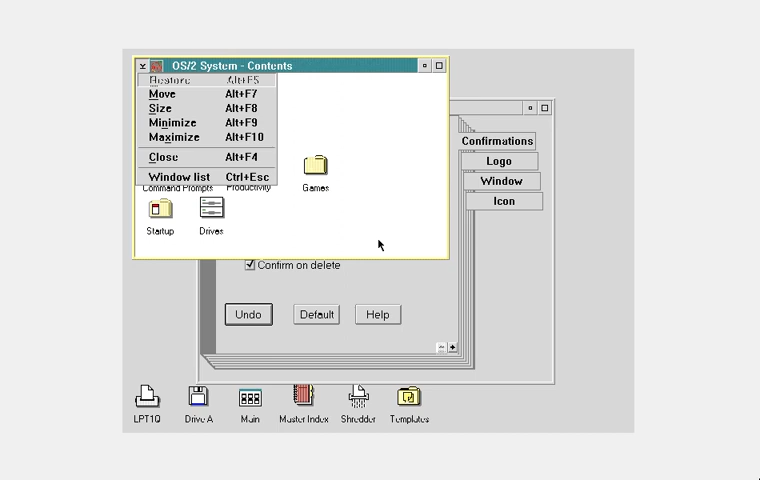 OS/2 System - Contents
Restore Alt+F5
Move Alt+F7
Size Alt+F8
Minimize Alt+F9
Maximize Alt+F10
Close Alt+F4
Window list Ctrl+Esc
Command Prompts Productivity Games
Startup Drives
Confirmations
Logo
Window
Icon
Confirm on delete
Undo Default Help
LPT1Q Drive A Main Master Index Shredder Templates